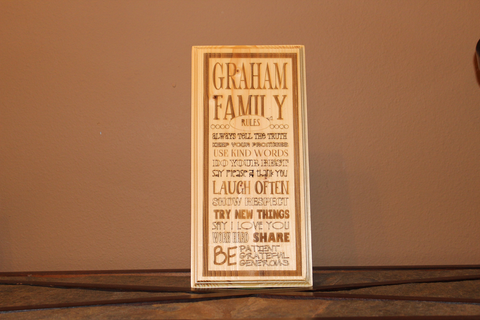 GRAHAM
FAMILY
RULES
ALWAYS TELL THE TRUTH
KEEP YOUR PROMISES
USE KIND WORDS
DO YOUR BEST
SAY PLEASE & THANK YOU
LAUGH OFTEN
SHOW RESPECT
TRY NEW THINGS
SAY I LOVE YOU
WORK HARD SHARE
BE PATIENT
GRATEFUL
GENEROUS